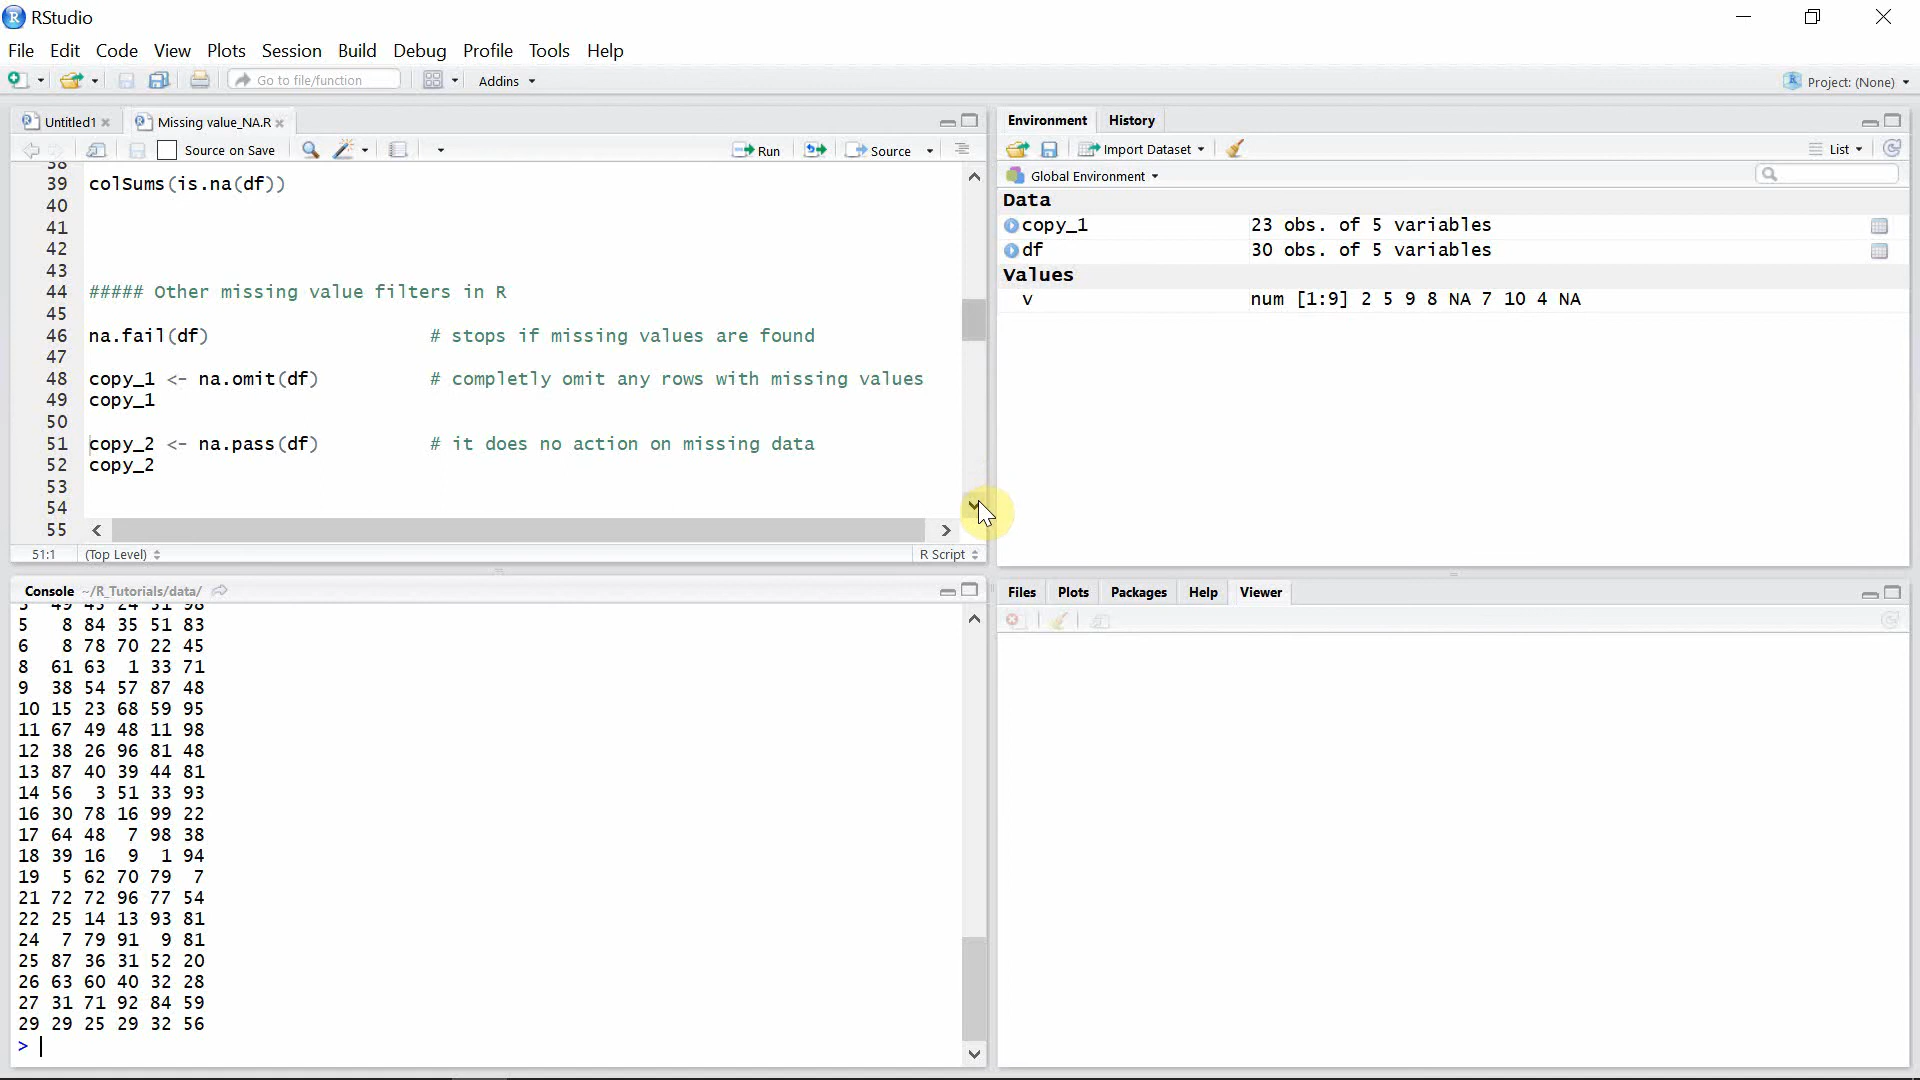 RStudio
File Edit Code View Plots Session Build Debug Profile Tools Help
Go to file/function Addins Project: (None)
Untitled1 Missing value_NA.R
Source on Save Run Source
38
39 colSums(is.na(df))
40
41
42
43
44 ##### Other missing value filters in R
45
46 na.fail(df) # stops if missing values are found
47
48 copy_1 <- na.omit(df) # completly omit any rows with missing values
49 copy_1
50
51 copy_2 <- na.pass(df) # it does no action on missing data
52 copy_2
53
54
55
51:1 (Top Level) R Script
Environment History
Import Dataset List
Global Environment
Data
copy_1 23 obs. of 5 variables
df 30 obs. of 5 variables
Values
v num [1:9] 2 5 9 8 NA 7 10 4 NA
Console ~/R_Tutorials/data/
5 8 84 35 51 83
6 8 78 70 22 45
8 61 63 1 33 71
9 38 54 57 87 48
10 15 23 68 59 95
11 67 49 48 11 98
12 38 26 96 81 48
13 87 40 39 44 81
14 56 3 51 33 93
16 30 78 16 99 22
17 64 48 7 98 38
18 39 16 9 1 94
19 5 62 70 79 7
21 72 72 96 77 54
22 25 14 13 93 81
24 7 79 91 9 81
25 87 36 31 52 20
26 63 60 40 32 28
27 31 71 92 84 59
29 29 25 29 32 56
>
Files Plots Packages Help Viewer